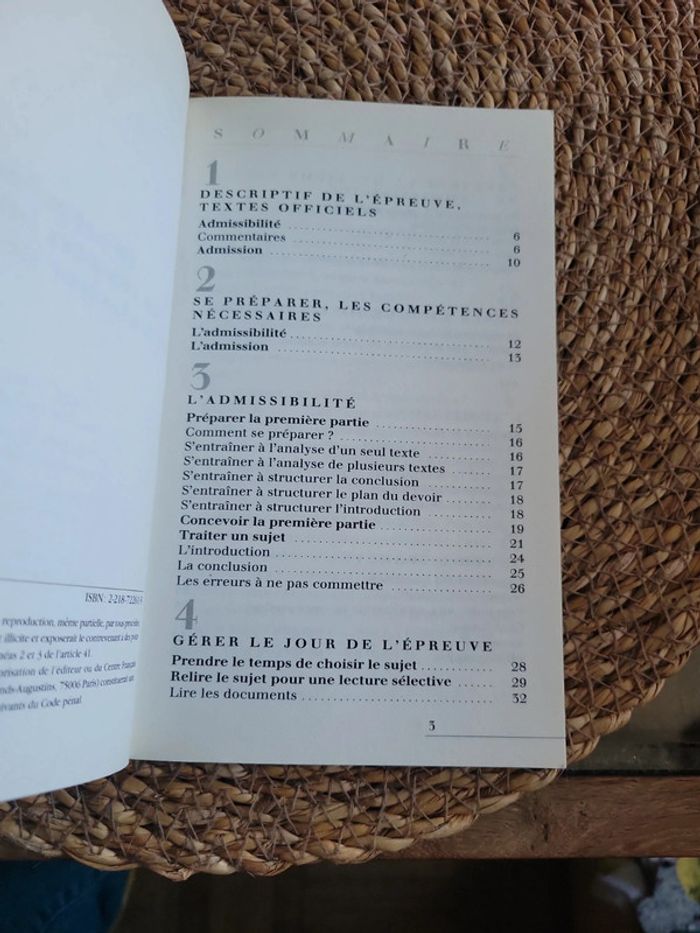 ISBN: 2-218-
reproduction, même partielle, par tous procédés
illicite et exposerait le contrevenant à des
2 et 3 de l'article 41.
de l'éditeur ou du Centre Français
75006 Paris) constituerait un
suivants du Code pénal.
SOMMAIRE
1
DESCRIPTIF DE L'ÉPREUVE,
TEXTES OFFICIELS
Admissibilité 6
Commentaires 6
Admission 10
2
SE PRÉPARER, LES COMPÉTENCES
NÉCESSAIRES
L'admissibilité 12
L'admission 13
3
L'ADMISSIBILITÉ
Préparer la première partie 15
Comment se préparer ? 16
S'entraîner à l'analyse d'un seul texte 16
S'entraîner à l'analyse de plusieurs textes 17
S'entraîner à structurer la conclusion 17
S'entraîner à structurer le plan du devoir 18
S'entraîner à structurer l'introduction 18
Concevoir la première partie 19
Traiter un sujet 21
L'introduction 24
La conclusion 25
Les erreurs à ne pas commettre 26
4
GÉRER LE JOUR DE L'ÉPREUVE
Prendre le temps de choisir le sujet 28
Relire le sujet pour une lecture sélective 29
Lire les documents 32
3